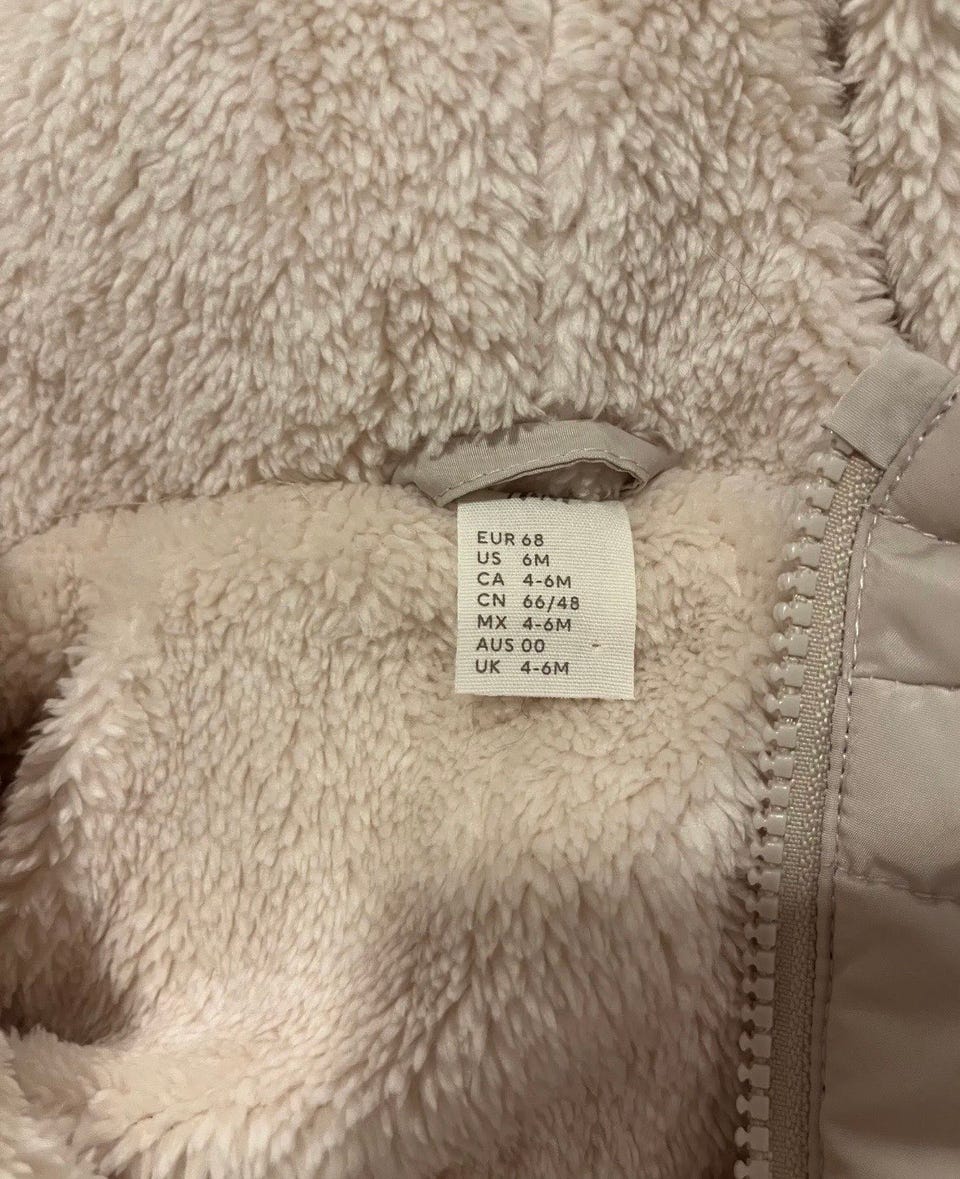 EUR 68
US 6M
CA 4-6M
CN 66/48
MX 4-6M
AUS 00
UK 4-6M